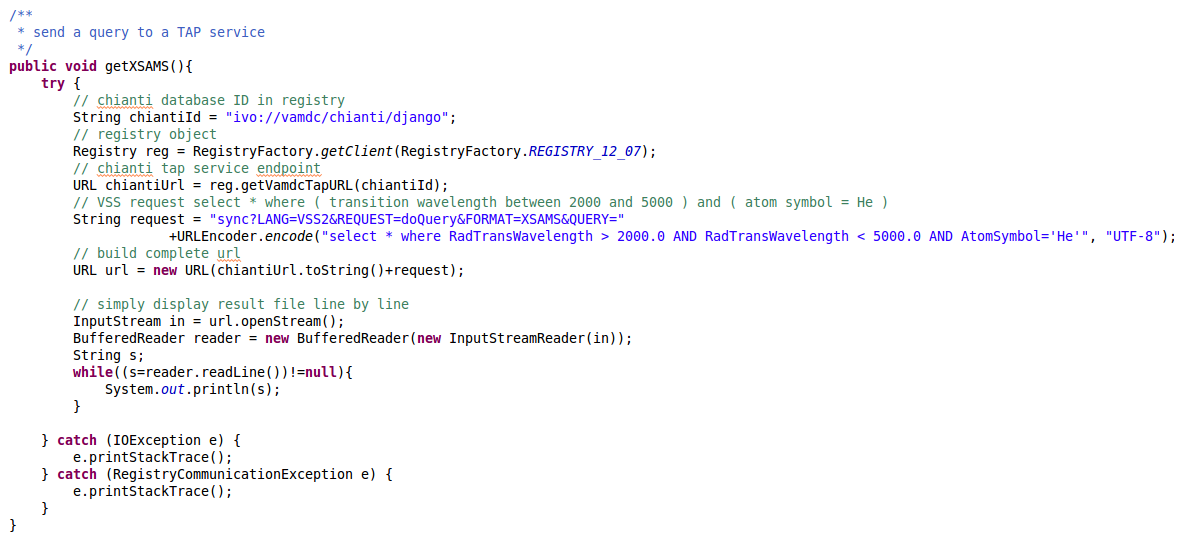 /**
 * send a query to a TAP service
 */
public void getXSAMS(){
    try {
        // chianti database ID in registry
        String chiantiId = "ivo://vamdc/chianti/django";
        // registry object
        Registry reg = RegistryFactory.getClient(RegistryFactory.REGISTRY_12_07);
        // chianti tap service endpoint
        URL chiantiUrl = reg.getVamdcTapURL(chiantiId);
        // VSS request select * where ( transition wavelength between 2000 and 5000 ) and ( atom symbol = He )
        String request = "sync?LANG=VSS2&REQUEST=doQuery&FORMAT=XSAMS&QUERY="
                    +URLEncoder.encode("select * where RadTransWavelength > 2000.0 AND RadTransWavelength < 5000.0 AND AtomSymbol='He'", "UTF-8");
        // build complete url
        URL url = new URL(chiantiUrl.toString()+request);

        // simply display result file line by line
        InputStream in = url.openStream();
        BufferedReader reader = new BufferedReader(new InputStreamReader(in));
        String s;
        while((s=reader.readLine())!=null){
            System.out.println(s);
        }

    } catch (IOException e) {
        e.printStackTrace();
    } catch (RegistryCommunicationException e) {
        e.printStackTrace();
    }
}